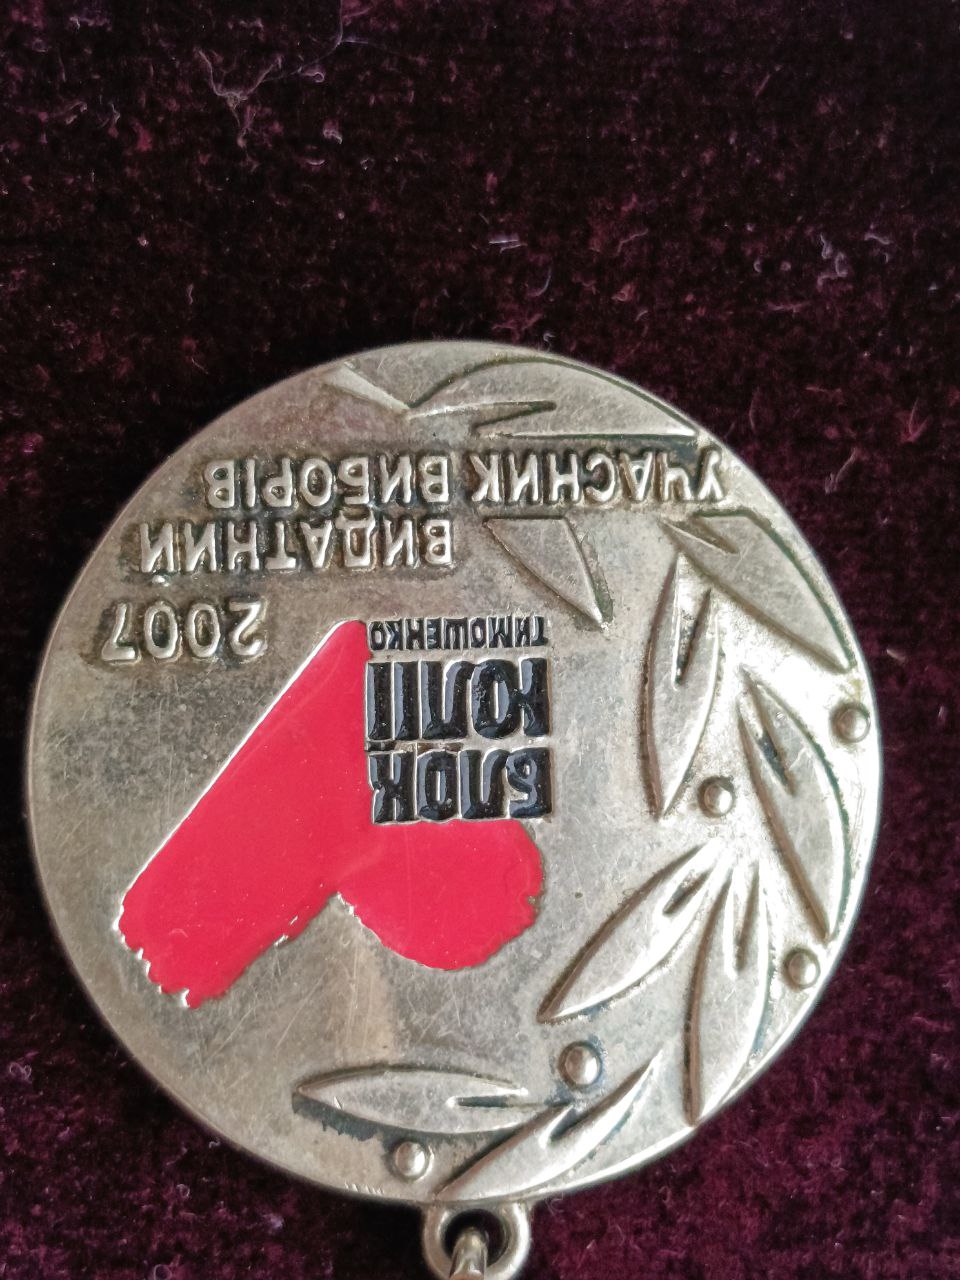 БЛОК
ЮЛІЇ
ТИМОШЕНКО
2007
ВИДАТНИЙ
УЧАСНИК ВИБОРІВ